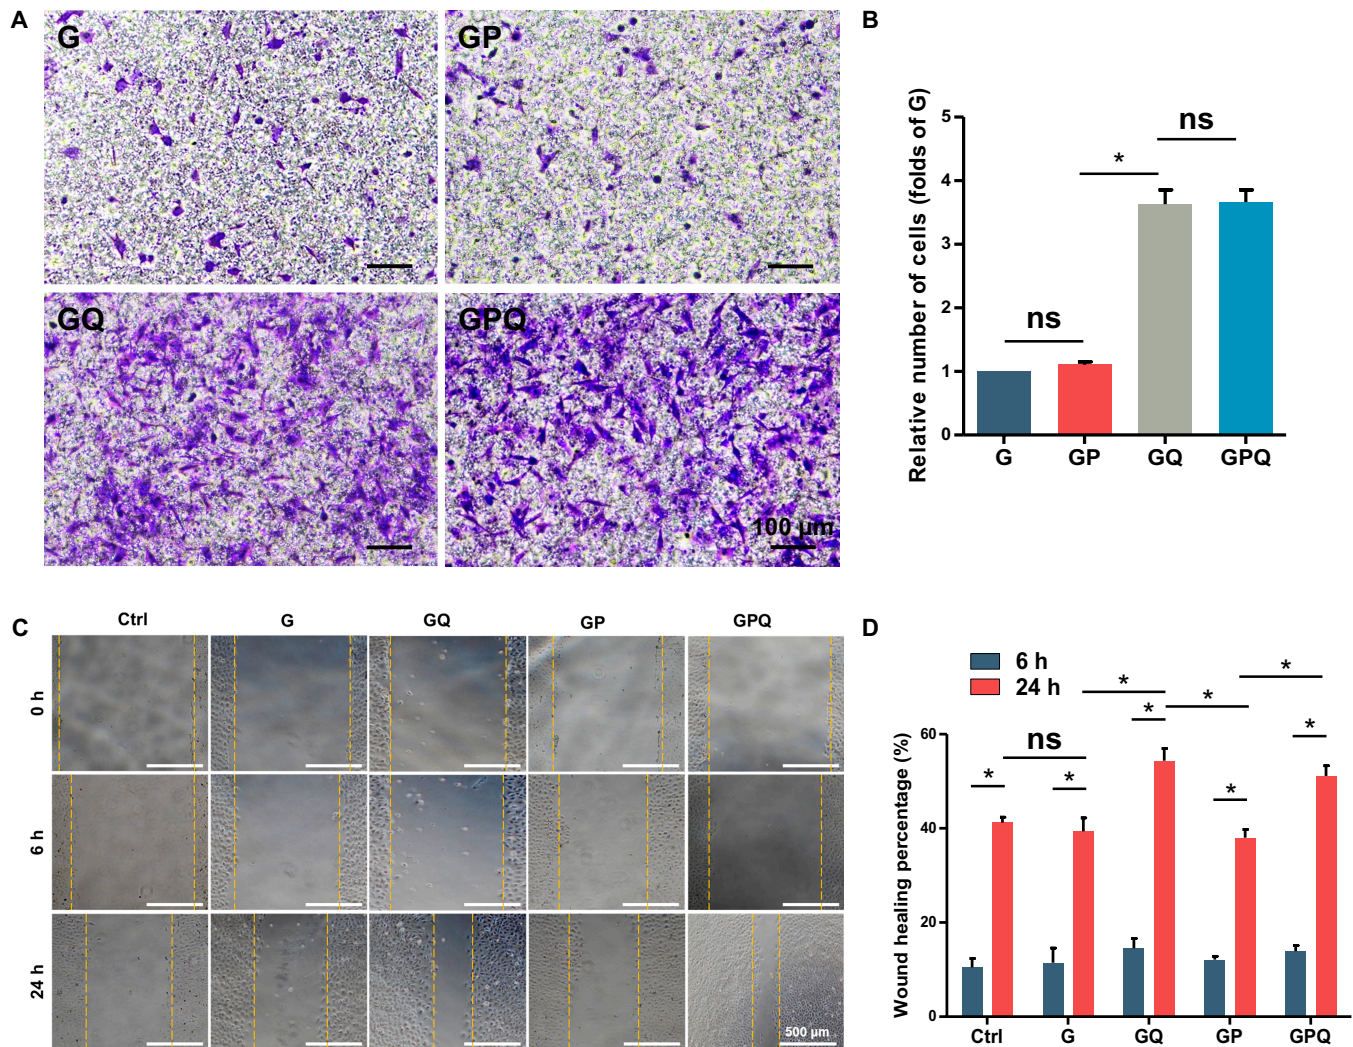 A
G
GP
GQ
GPQ
100 µm
B
Relative number of cells (folds of G)
5
4
3
2
1
0
ns
*
ns
G GP GQ GPQ
C
Ctrl G GQ GP GPQ
0 h
6 h
24 h
500 µm
D
6 h
24 h
Wound healing percentage (%)
60
40
20
0
*
ns
*
*
*
*
*
*
*
Ctrl G GQ GP GPQ